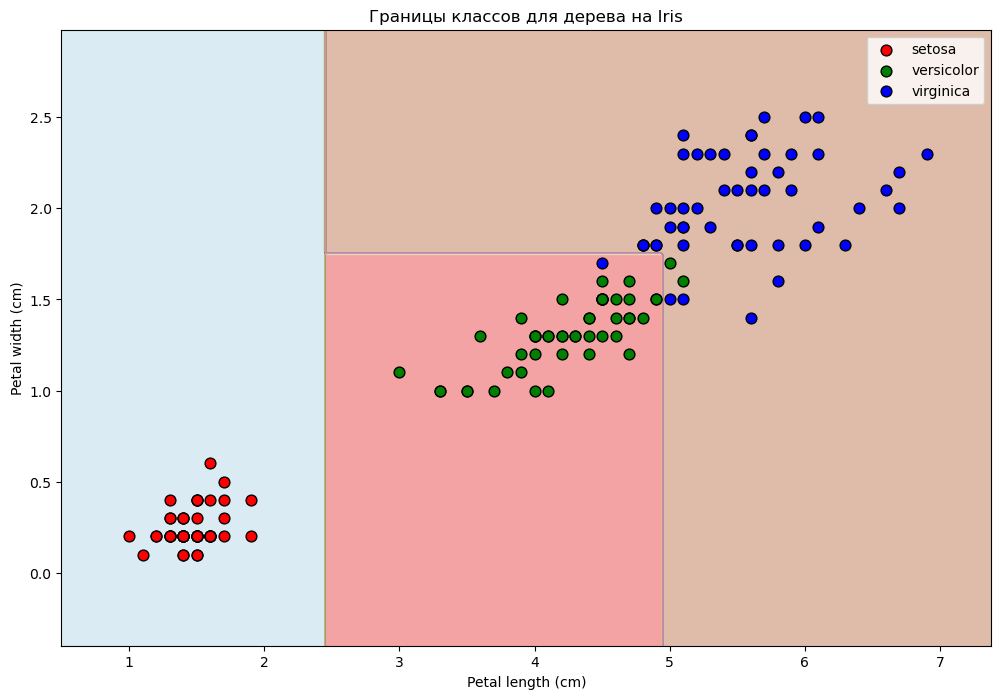 Границы классов для дерева на Iris
setosa
versicolor
virginica
Petal width (cm)
2.5
2.0
1.5
1.0
0.5
0.0
1 2 3 4 5 6 7
Petal length (cm)